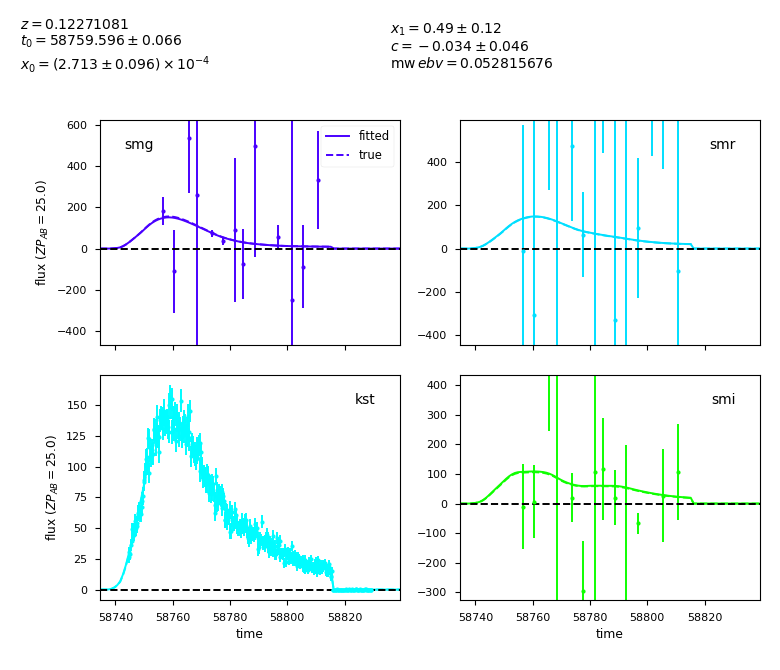 z = 0.12271081
t₀ = 58759.596 ± 0.066
x₀ = (2.713 ± 0.096) × 10⁻⁴
x₁ = 0.49 ± 0.12
c = −0.034 ± 0.046
mw ebv = 0.052815676
smg
fitted
true
600
400
200
0
−200
−400
flux (ZP_AB = 25.0)
smr
400
200
0
−200
−400
kst
150
125
100
75
50
25
0
flux (ZP_AB = 25.0)
58740 58760 58780 58800 58820
time
smi
400
300
200
100
0
−100
−200
−300
58740 58760 58780 58800 58820
time